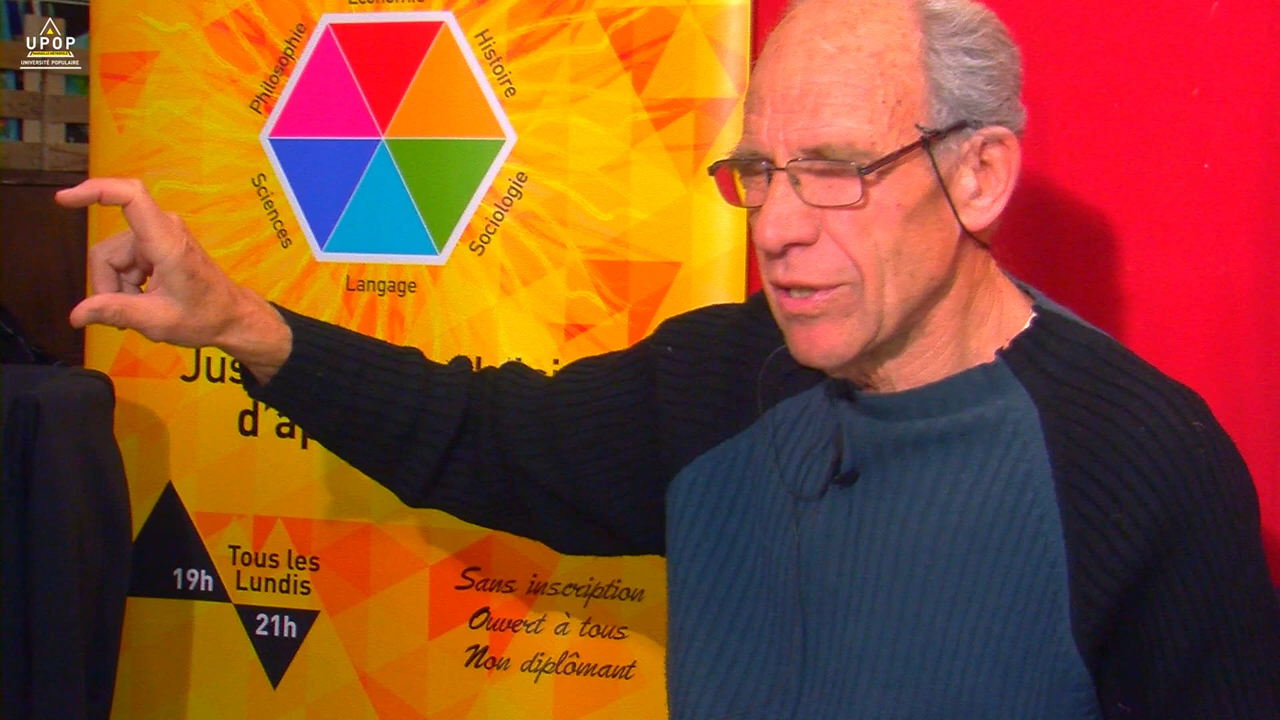 UPOP
UNIVERSITÉ POPULAIRE
Économie
Philosophie
Histoire
Sciences
Sociologie
Langage
19h
Tous les
Lundis
21h
Sans inscription
Ouvert à tous
Non diplômant